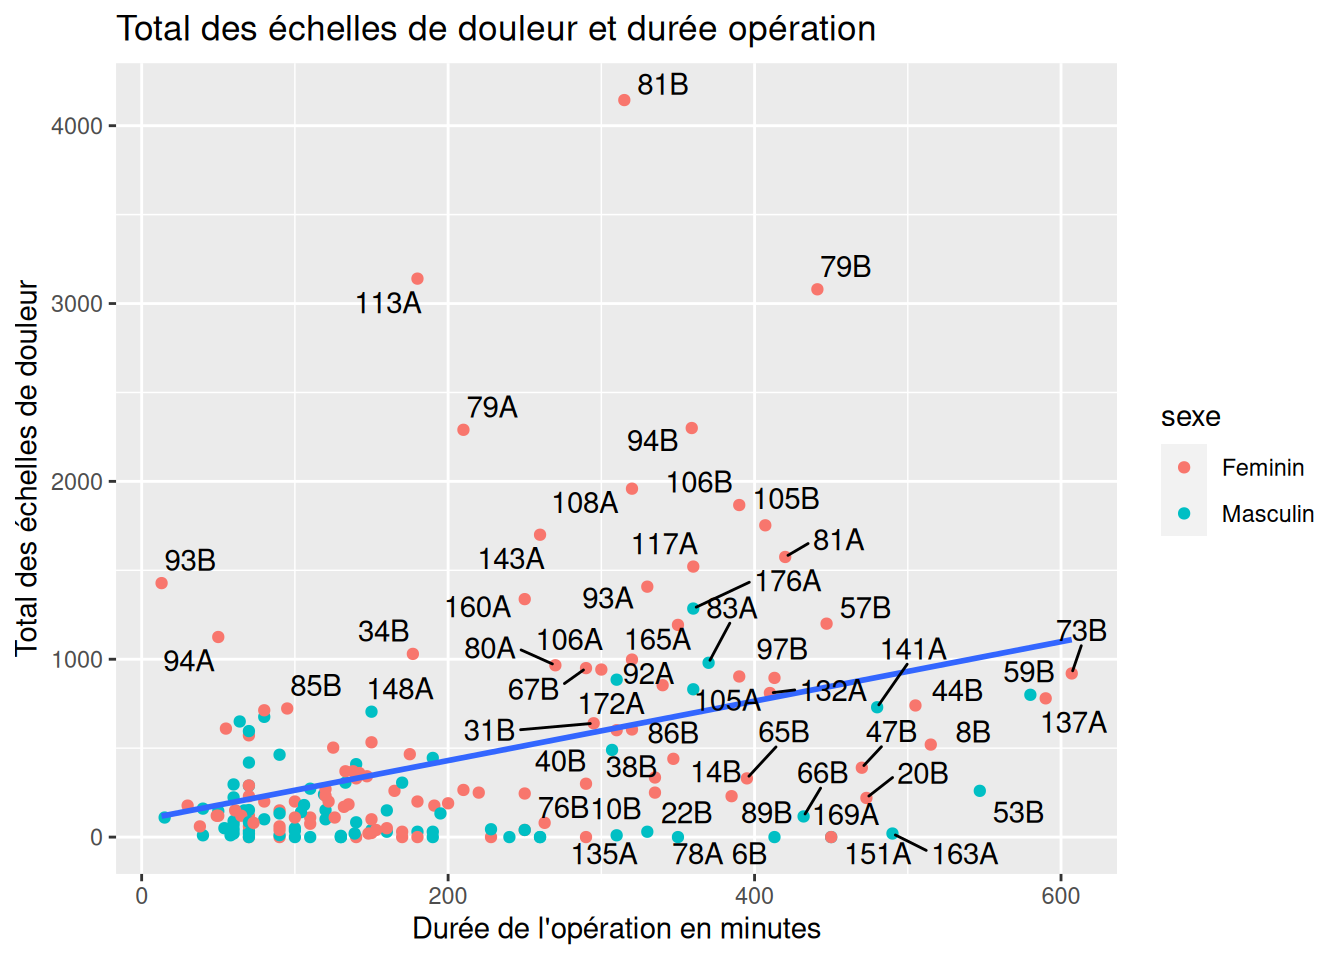 Total des échelles de douleur et durée opération
Total des échelles de douleur
4000
3000
2000
1000
0
81B
79B
113A
79A
94B
106B
105B
108A
81A
117A
143A
93B
176A
93A
83A
57B
160A
34B
106A
165A
97B
141A
73B
80A
94A
92A
59B
67B
85B
148A
172A
105A
132A
44B
137A
31B
86B
65B
47B
8B
40B
38B
14B
66B
20B
76B
10B
22B
89B
169A
53B
135A
78A
6B
151A
163A
0
200
400
600
Durée de l'opération en minutes
sexe
Feminin
Masculin